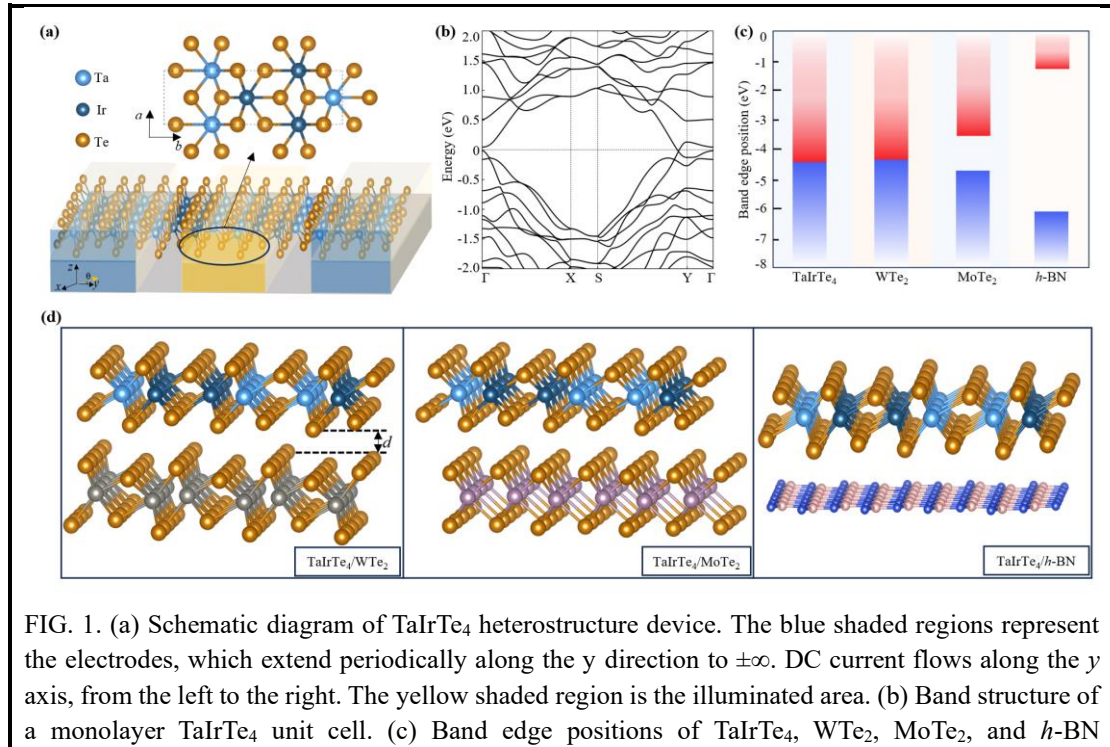 (a)
Ta
Ir
Te
a
b
z
θ
y
x
(b)
Energy (eV)
2.0
1.5
1.0
0.5
0
-0.5
-1.0
-1.5
-2.0
Γ X S Y Γ
(c)
Band edge position (eV)
0
-1
-3
-4
-5
-6
-7
-8
TaIrTe₄ WTe₂ MoTe₂ h-BN
(d)
d
TaIrTe₄/WTe₂
TaIrTe₄/MoTe₂
TaIrTe₄/h-BN
FIG. 1. (a) Schematic diagram of TaIrTe₄ heterostructure device. The blue shaded regions represent
the electrodes, which extend periodically along the y direction to ±∞. DC current flows along the y
axis, from the left to the right. The yellow shaded region is the illuminated area. (b) Band structure of
a monolayer TaIrTe₄ unit cell. (c) Band edge positions of TaIrTe₄, WTe₂, MoTe₂, and h-BN